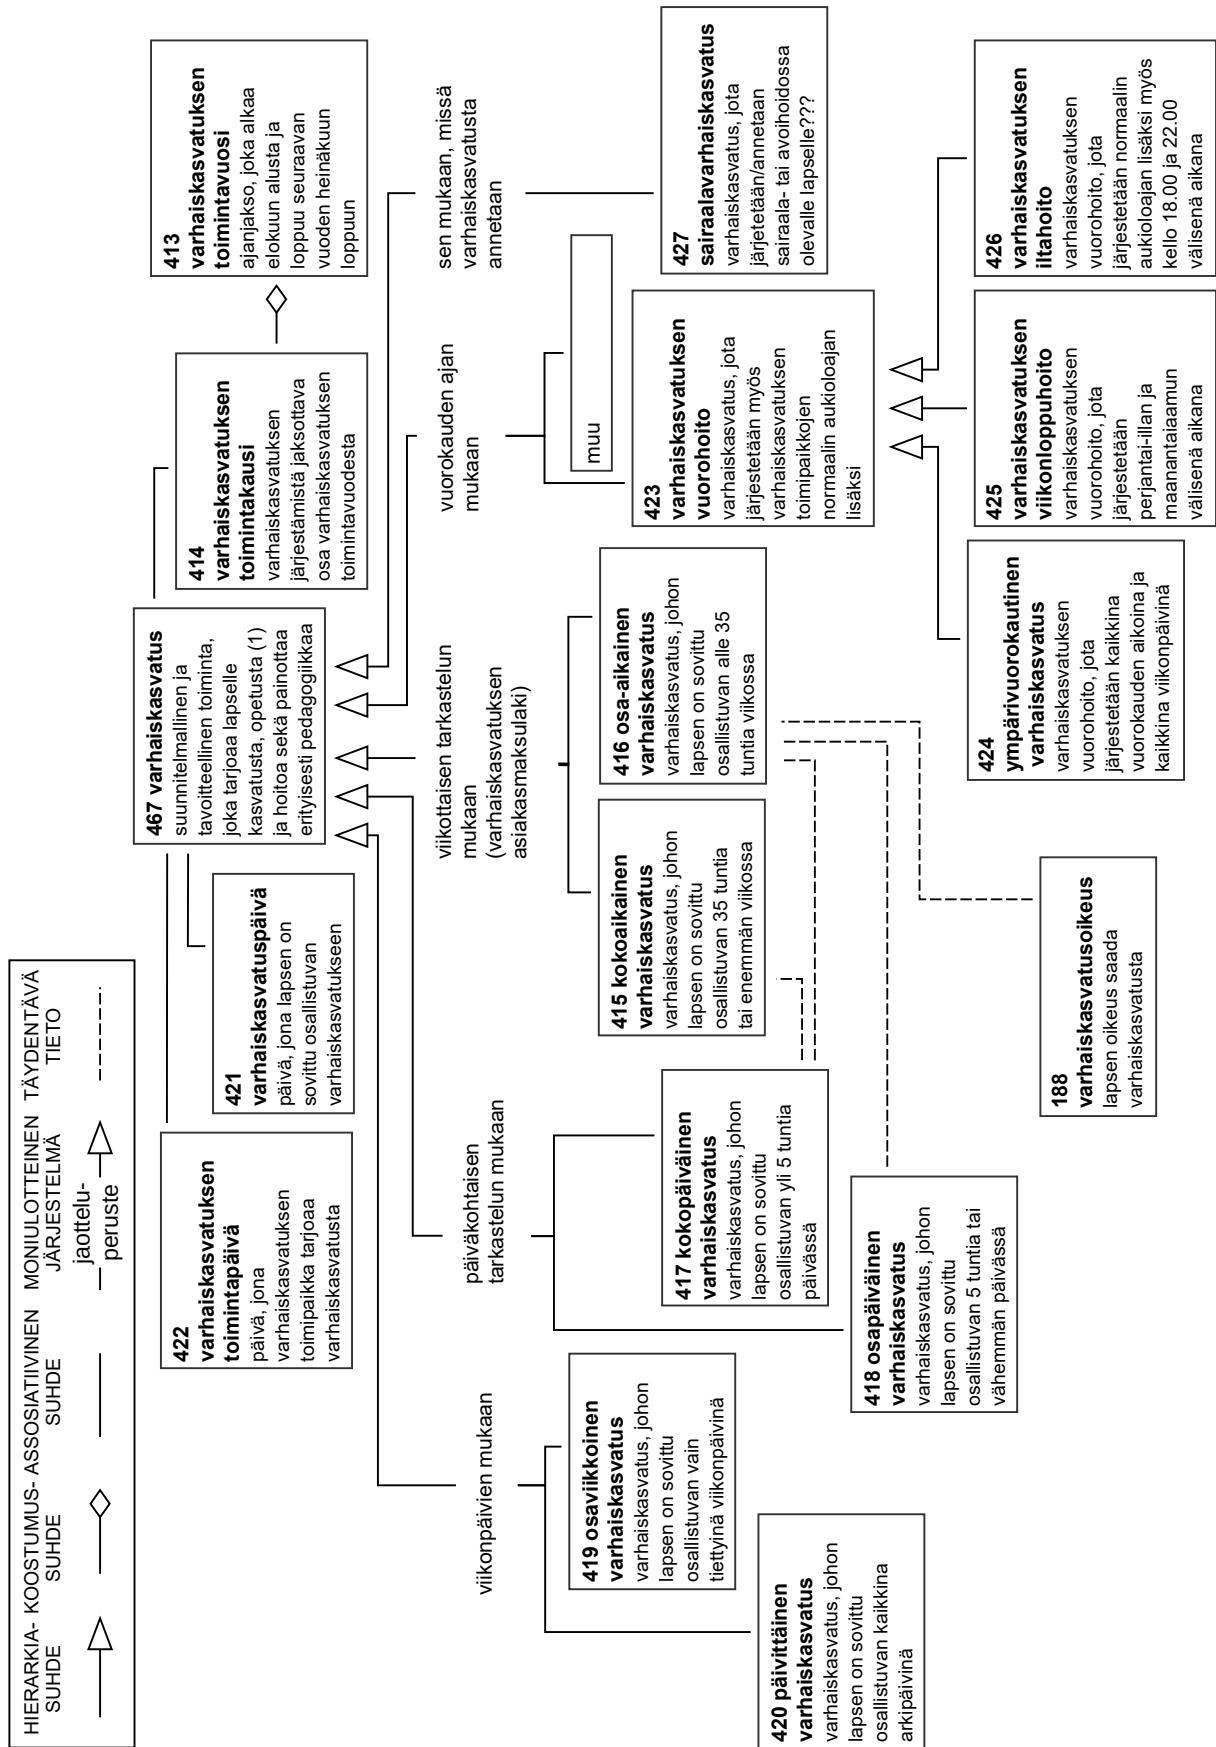 HIERARKIA- KOOSTUMUS- ASSOSIATIIVINEN MONIULOTTEINEN TÄYDENTÄVÄ
SUHDE SUHDE SUHDE JÄRJESTELMÄ TIETO
jaottelu-
peruste
422
varhaiskasvatuksen
toimintapäivä
päivä, jona
varhaiskasvatuksen
toimipaikka tarjoaa
varhaiskasvatusta
421
varhaiskasvatuspäivä
päivä, jona lapsen on
sovittu osallistuvan
varhaiskasvatukseen
467 varhaiskasvatus
sunnitelmallinen ja
tavoitteellinen toiminta,
joka tarjoaa lapselle
kasvatusta, opetusta (1)
ja hoitoa sekä painottaa
erityisesti pedagogiikkaa
414
varhaiskasvatuksen
toimintakausi
varhaiskasvatuksen
järjestämistä jaksottava
osa varhaiskasvatuksen
toimintavuodesta
413
varhaiskasvatuksen
toimintavuosi
ajanjakso, joka alkaa
elokuun alusta ja
loppuu seuraavan
vuoden heinäkuun
loppuun
viikonpäivien mukaan
päiväkohtaisen
tarkastelun mukaan
viikottaisen tarkastelun
mukaan
(varhaiskasvatuksen
asiakasmaksulaki)
vuorokauden ajan
mukaan
sen mukaan, missä
varhaiskasvatusta
annetaan
419 osaviikkoinen
varhaiskasvatus
varhaiskasvatus, johon
lapsen on sovittu
osallistuvan vain
tiettyinä viikonpäivinä
420 päivittäinen
varhaiskasvatus
varhaiskasvatus, johon
lapsen on sovittu
osallistuvan kaikkina
arkipäivinä
417 kokopäiväinen
varhaiskasvatus
varhaiskasvatus, johon
lapsen on sovittu
osallistuvan yli 5 tuntia
päivässä
418 osapäiväinen
varhaiskasvatus
varhaiskasvatus, johon
lapsen on sovittu
osallistuvan 5 tuntia tai
vähemmän päivässä
415 kokoaikainen
varhaiskasvatus
varhaiskasvatus, johon
lapsen on sovittu
osallistuvan 35 tuntia
tai enemmän viikossa
416 osa-aikainen
varhaiskasvatus
varhaiskasvatus, johon
lapsen on sovittu
osallistuvan alle 35
tuntia viikossa
muu
423
varhaiskasvatuksen
vuorohoito
varhaiskasvatus, jota
järjestetään myös
varhaiskasvatuksen
toimipaikkojen
normaalin aukioloajan
lisäksi
427
sairaalavarhaiskasvatus
varhaiskasvatus, jota
järjetetään/annetaan
sairaala- tai avoihoidossa
olevalle lapselle???
188
varhaiskasvatusoikeus
lapsen oikeus saada
varhaiskasvatusta
424
ympärivuorokautinen
varhaiskasvatus
varhaiskasvatuksen
vuorohoito, jota
järjestetään kaikkina
vuorokauden aikoina ja
kaikkina viikonpäivinä
425
varhaiskasvatuksen
viikonloppuhoito
varhaiskasvatuksen
vuorohoito, jota
järjestetään
perjantai-illan ja
maanantaiaamun
välisenä aikana
426
varhaiskasvatuksen
iltahoito
varhaiskasvatuksen
vuorohoito, jota
järjestetään normaalin
aukioloajan lisäksi myös
kello 18.00 ja 22.00
välisenä aikana